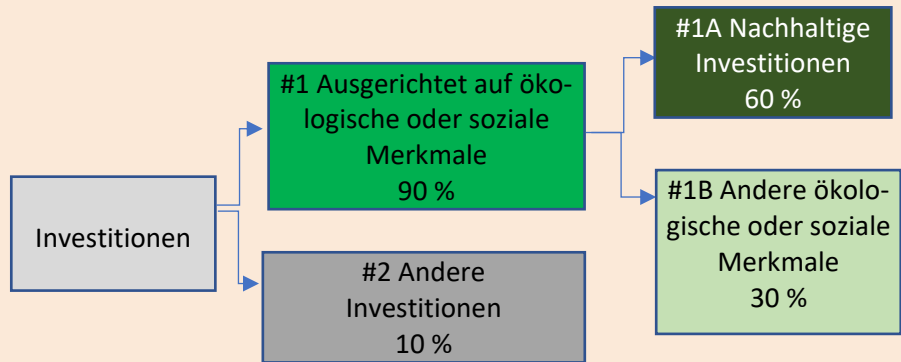 Investitionen
#1 Ausgerichtet auf öko-
logische oder soziale
Merkmale
90 %
#2 Andere
Investitionen
10 %
#1A Nachhaltige
Investitionen
60 %
#1B Andere ökolo-
gische oder soziale
Merkmale
30 %